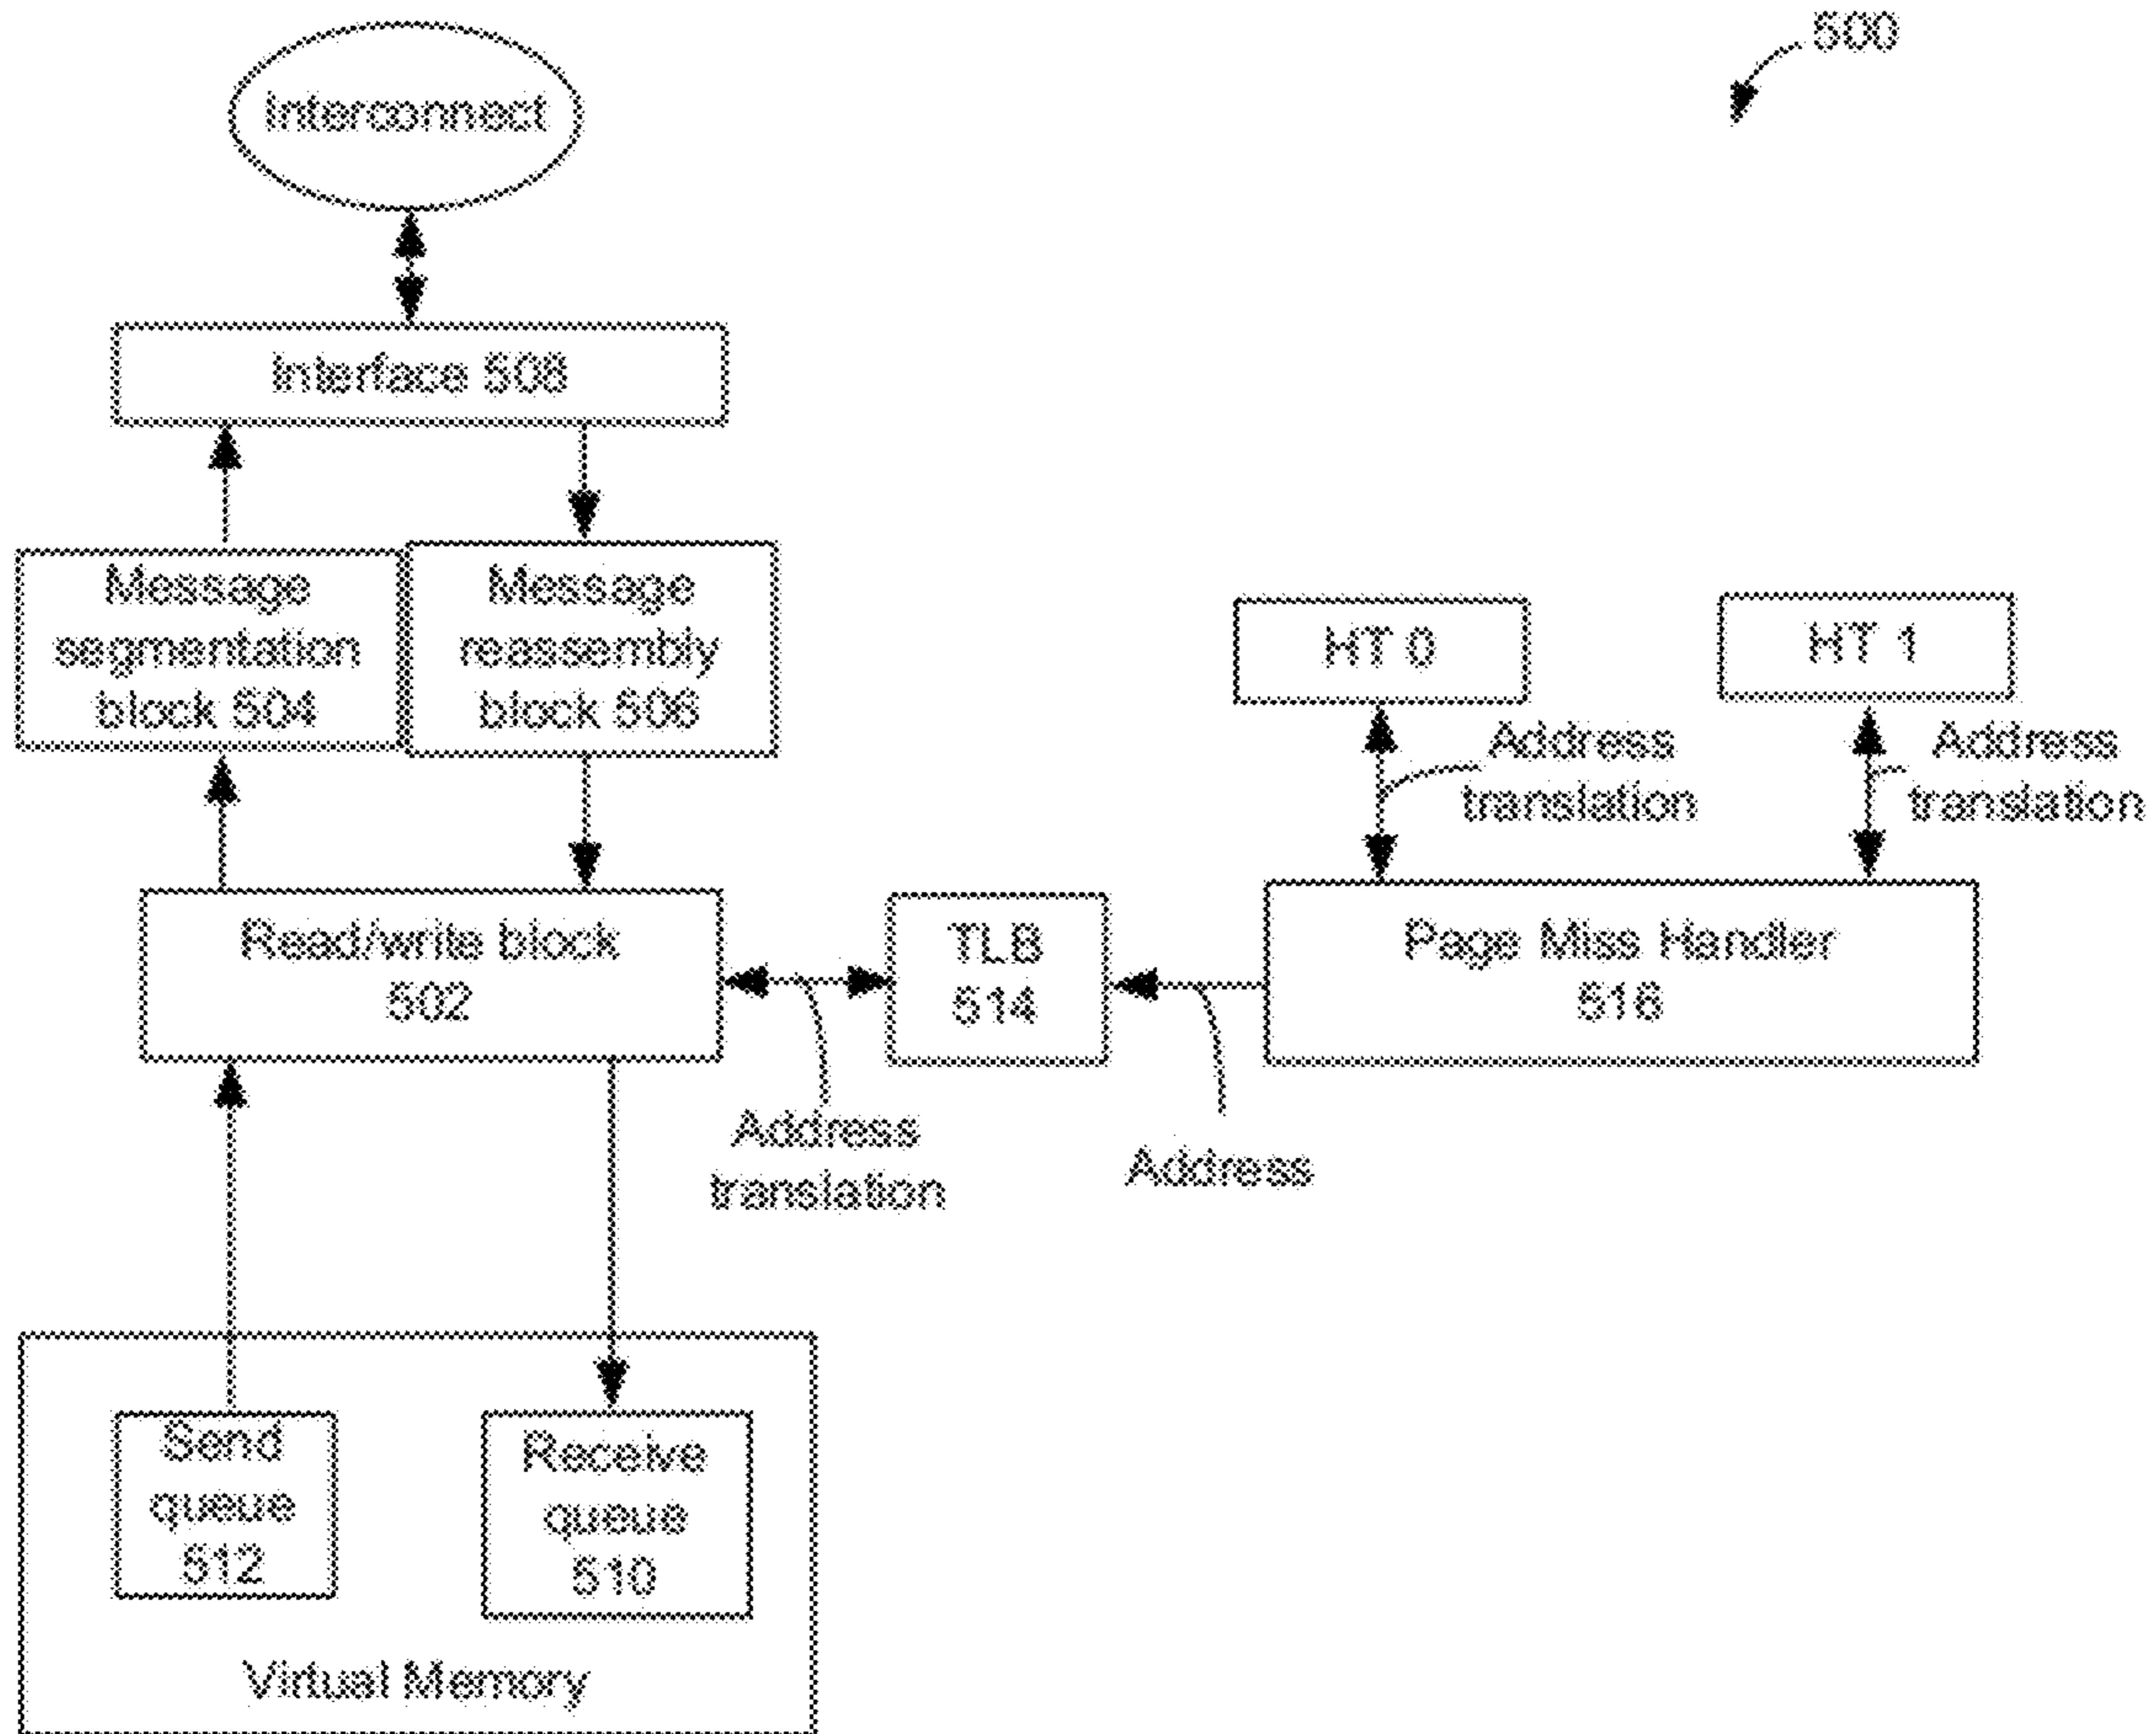 500
Interconnect
Interface 508
Message
segmentation
block 504
Message
reassembly
block 506
HT 0
HT 1
Address
translation
Address
translation
Read/write block
502
TLB
514
Page Miss Handler
516
Address
translation
Address
Send
queue
512
Receive
queue
510
Virtual Memory